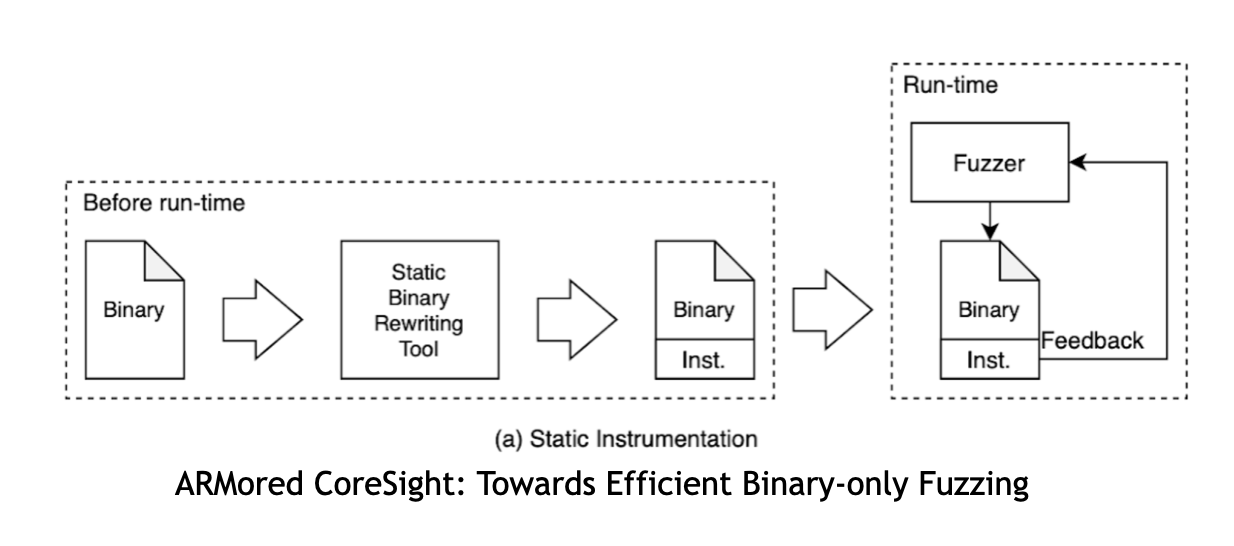 Run-time
Fuzzer
Before run-time
Binary
Static
Binary
Rewriting
Tool
Binary
Inst.
Binary
Inst.
Feedback
(a) Static Instrumentation
ARMored CoreSight: Towards Efficient Binary-only Fuzzing